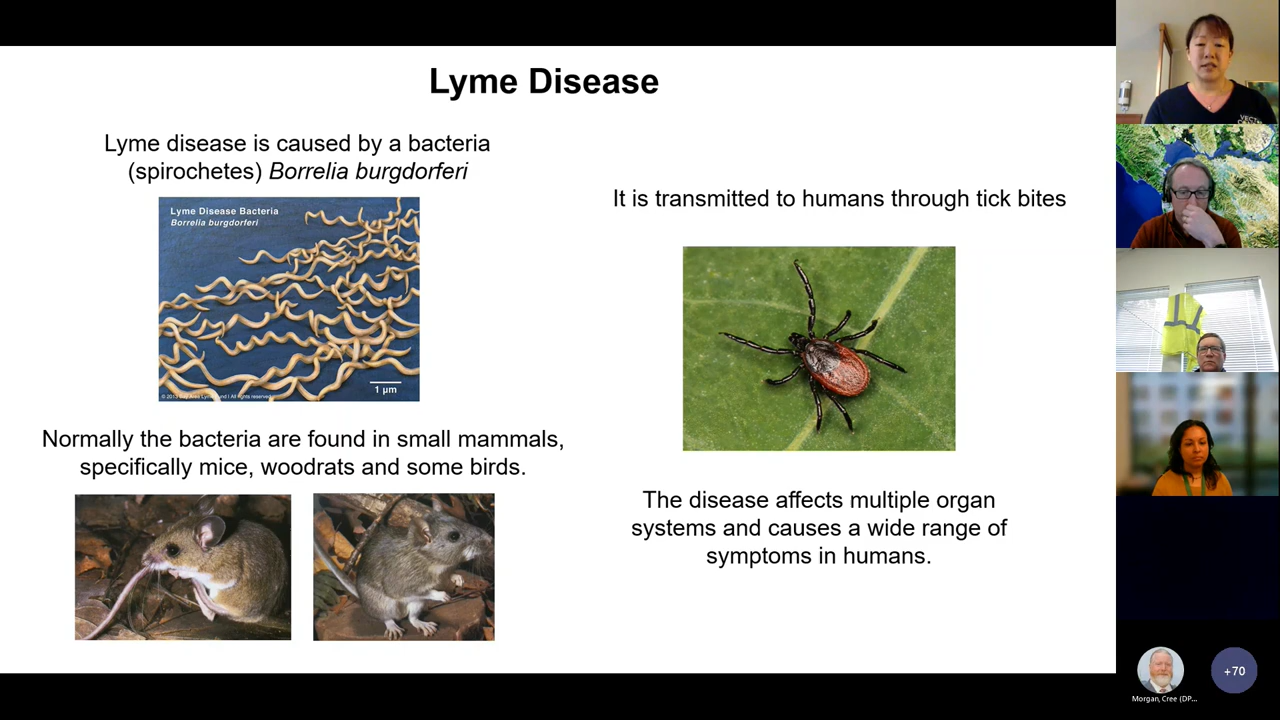 Lyme Disease
Lyme disease is caused by a bacteria
(spirochetes) Borrelia burgdorferi
Lyme Disease Bacteria
Borrelia burgdorferi
1 µm
Normally the bacteria are found in small mammals,
specifically mice, woodrats and some birds.
It is transmitted to humans through tick bites
The disease affects multiple organ
systems and causes a wide range of
symptoms in humans.
+70
Morgan, Cree (DP...